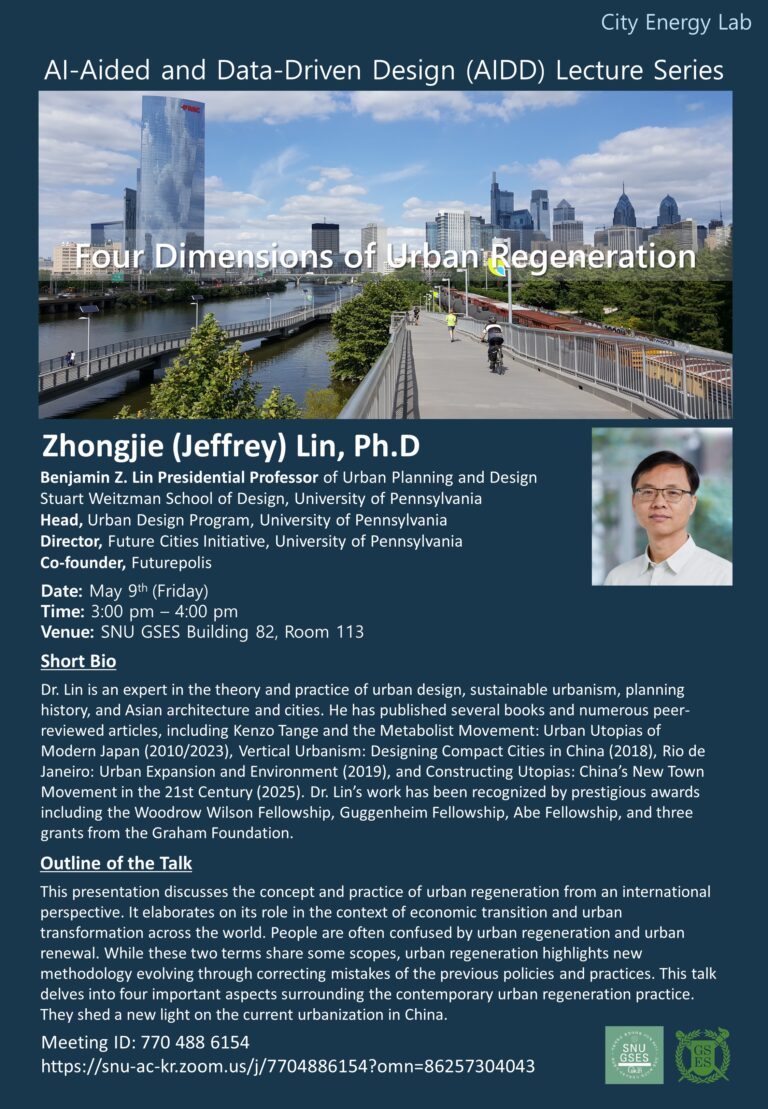 City Energy Lab
AI-Aided and Data-Driven Design (AIDD) Lecture Series
FMC
Four Dimensions of Urban Regeneration
Zhongjie (Jeffrey) Lin, Ph.D
Benjamin Z. Lin Presidential Professor of Urban Planning and Design
Stuart Weitzman School of Design, University of Pennsylvania
Head, Urban Design Program, University of Pennsylvania
Director, Future Cities Initiative, University of Pennsylvania
Co-founder, Futurepolis
Date: May 9th (Friday)
Time: 3:00 pm – 4:00 pm
Venue: SNU GSES Building 82, Room 113
Short Bio
Dr. Lin is an expert in the theory and practice of urban design, sustainable urbanism, planning
history, and Asian architecture and cities. He has published several books and numerous peer-
reviewed articles, including Kenzo Tange and the Metabolist Movement: Urban Utopias of
Modern Japan (2010/2023), Vertical Urbanism: Designing Compact Cities in China (2018), Rio de
Janeiro: Urban Expansion and Environment (2019), and Constructing Utopias: China’s New Town
Movement in the 21st Century (2025). Dr. Lin’s work has been recognized by prestigious awards
including the Woodrow Wilson Fellowship, Guggenheim Fellowship, Abe Fellowship, and three
grants from the Graham Foundation.
Outline of the Talk
This presentation discusses the concept and practice of urban regeneration from an international
perspective. It elaborates on its role in the context of economic transition and urban
transformation across the world. People are often confused by urban regeneration and urban
renewal. While these two terms share some scopes, urban regeneration highlights new
methodology evolving through correcting mistakes of the previous policies and practices. This talk
delves into four important aspects surrounding the contemporary urban regeneration practice.
They shed a new light on the current urbanization in China.
Meeting ID: 770 488 6154
https://snu-ac-kr.zoom.us/j/7704886154?omn=86257304043
SNU
GSES
GS
ES